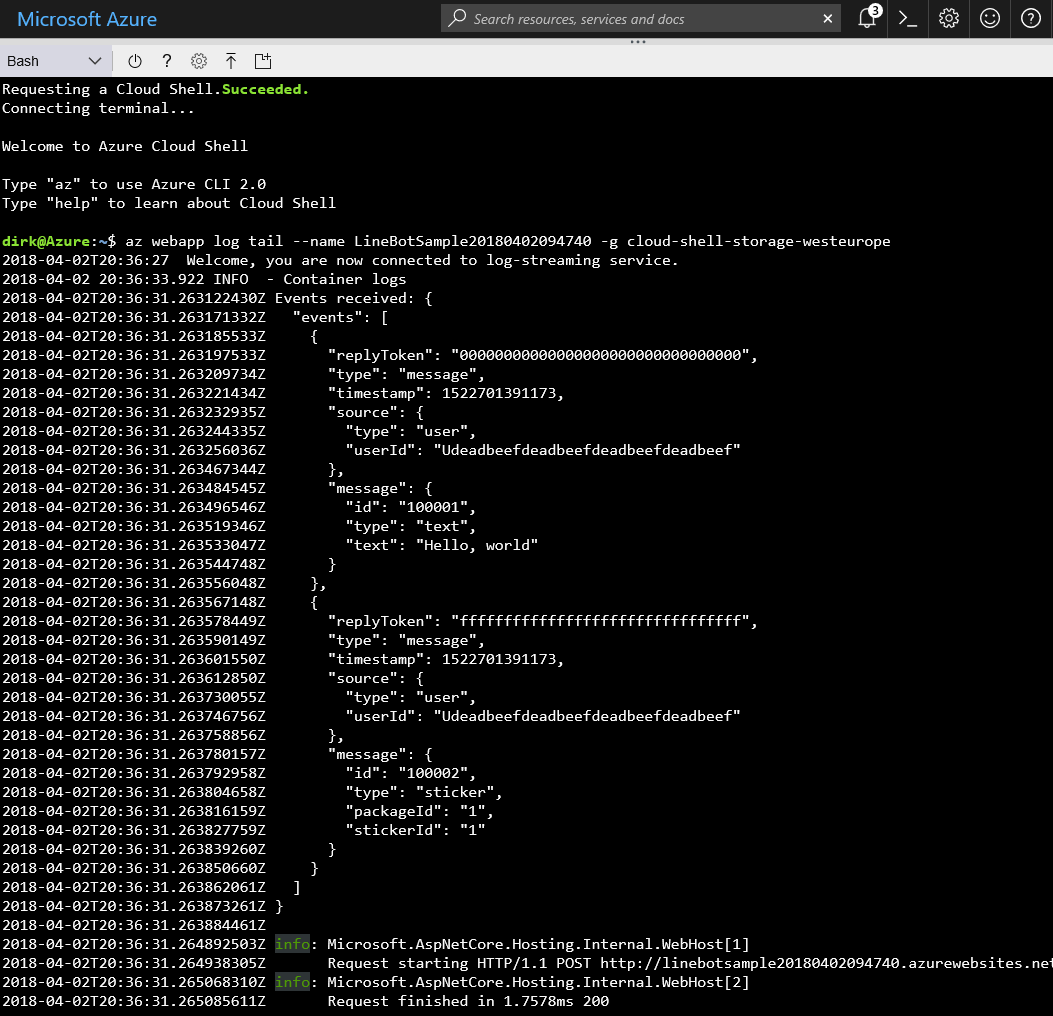 Microsoft Azure
Search resources, services and docs
3
Bash
Requesting a Cloud Shell.Succeeded.
Connecting terminal...
Welcome to Azure Cloud Shell
Type "az" to use Azure CLI 2.0
Type "help" to learn about Cloud Shell
dirk@Azure:~$ az webapp log tail --name LineBotSample20180402094740 -g cloud-shell-storage-westeurope
2018-04-02T20:36:27  Welcome, you are now connected to log-streaming service.
2018-04-02 20:36:33.922 INFO  - Container logs
2018-04-02T20:36:31.263122430Z Events received: {
2018-04-02T20:36:31.263171332Z   "events": [
2018-04-02T20:36:31.263185533Z     {
2018-04-02T20:36:31.263197533Z       "replyToken": "00000000000000000000000000000000",
2018-04-02T20:36:31.263209734Z       "type": "message",
2018-04-02T20:36:31.263221434Z       "timestamp": 1522701391173,
2018-04-02T20:36:31.263232935Z       "source": {
2018-04-02T20:36:31.263244335Z         "type": "user",
2018-04-02T20:36:31.263256036Z         "userId": "Udeadbeefdeadbeefdeadbeefdeadbeef"
2018-04-02T20:36:31.263467344Z       },
2018-04-02T20:36:31.263484545Z       "message": {
2018-04-02T20:36:31.263496546Z         "id": "100001",
2018-04-02T20:36:31.263519346Z         "type": "text",
2018-04-02T20:36:31.263533047Z         "text": "Hello, world"
2018-04-02T20:36:31.263544748Z       }
2018-04-02T20:36:31.263556048Z     },
2018-04-02T20:36:31.263567148Z     {
2018-04-02T20:36:31.263578449Z       "replyToken": "ffffffffffffffffffffffffffffffff",
2018-04-02T20:36:31.263590149Z       "type": "message",
2018-04-02T20:36:31.263601550Z       "timestamp": 1522701391173,
2018-04-02T20:36:31.263612850Z       "source": {
2018-04-02T20:36:31.263730055Z         "type": "user",
2018-04-02T20:36:31.263746756Z         "userId": "Udeadbeefdeadbeefdeadbeefdeadbeef"
2018-04-02T20:36:31.263758856Z       },
2018-04-02T20:36:31.263780157Z       "message": {
2018-04-02T20:36:31.263792958Z         "id": "100002",
2018-04-02T20:36:31.263804658Z         "type": "sticker",
2018-04-02T20:36:31.263816159Z         "packageId": "1",
2018-04-02T20:36:31.263827759Z         "stickerId": "1"
2018-04-02T20:36:31.263839260Z       }
2018-04-02T20:36:31.263850660Z     }
2018-04-02T20:36:31.263862061Z   ]
2018-04-02T20:36:31.263873261Z }
2018-04-02T20:36:31.263884461Z
2018-04-02T20:36:31.264892503Z info: Microsoft.AspNetCore.Hosting.Internal.WebHost[1]
2018-04-02T20:36:31.264938305Z       Request starting HTTP/1.1 POST http://linebotsample20180402094740.azurewebsites.net
2018-04-02T20:36:31.265068310Z info: Microsoft.AspNetCore.Hosting.Internal.WebHost[2]
2018-04-02T20:36:31.265085611Z       Request finished in 1.7578ms 200